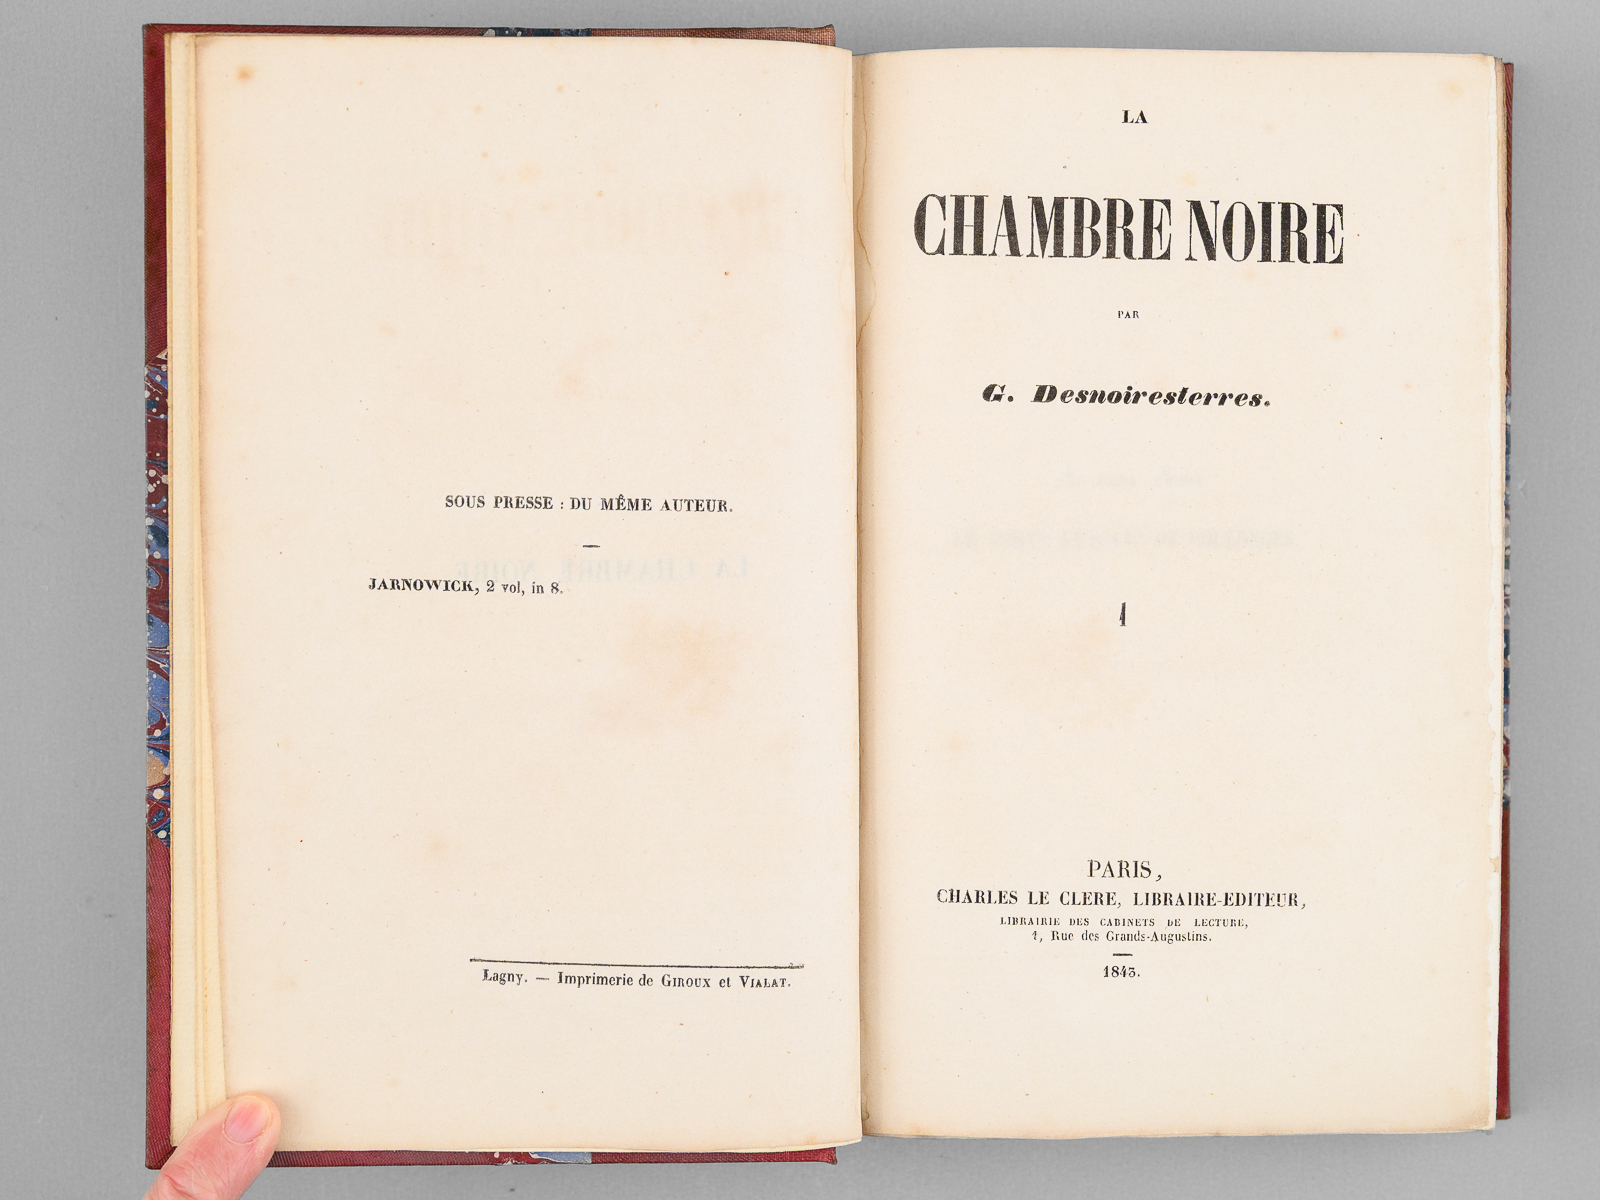 SOUS PRESSE : DU MÊME AUTEUR.
—
JARNOWICK, 2 vol, in 8.
Lagny. — Imprimerie de GIROUX et VIALAT.
LA
CHAMBRE NOIRE
PAR
G. Desnoiresterres.
1
PARIS,
CHARLES LE CLERE, LIBRAIRE-EDITEUR,
LIBRAIRIE DES CABINETS DE LECTURE,
1, Rue des Grands-Augustins.
—
1843.